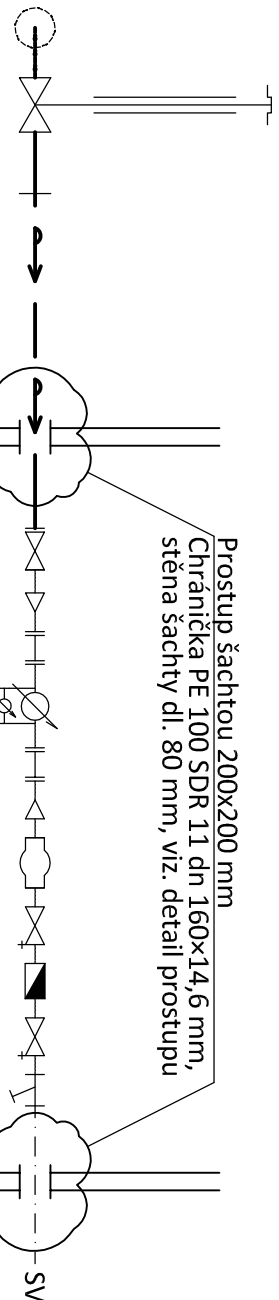 Prostup šachtou 200x200 mm
Chránička PE 100 SDR 11 dn 160×14,6 mm,
stěna šachty dl. 80 mm, viz. detail prostupu
SV